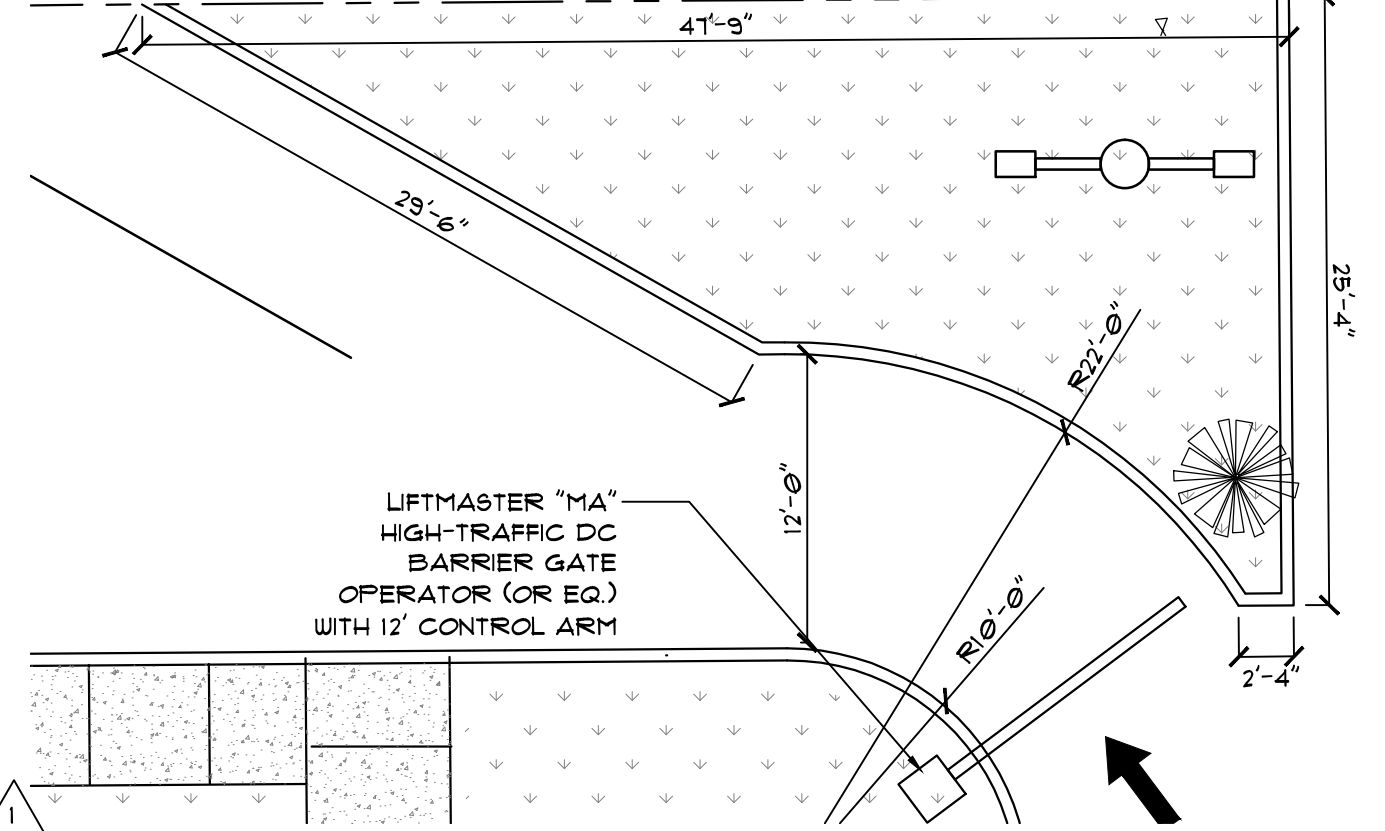 47'-9"
29'-6"
25'-4"
R22'-0"
12'-0"
LIFTMASTER "MA"
HIGH-TRAFFIC DC
BARRIER GATE
OPERATOR (OR EQ.)
WITH 12' CONTROL ARM
R10'-0"
2'-4"
1